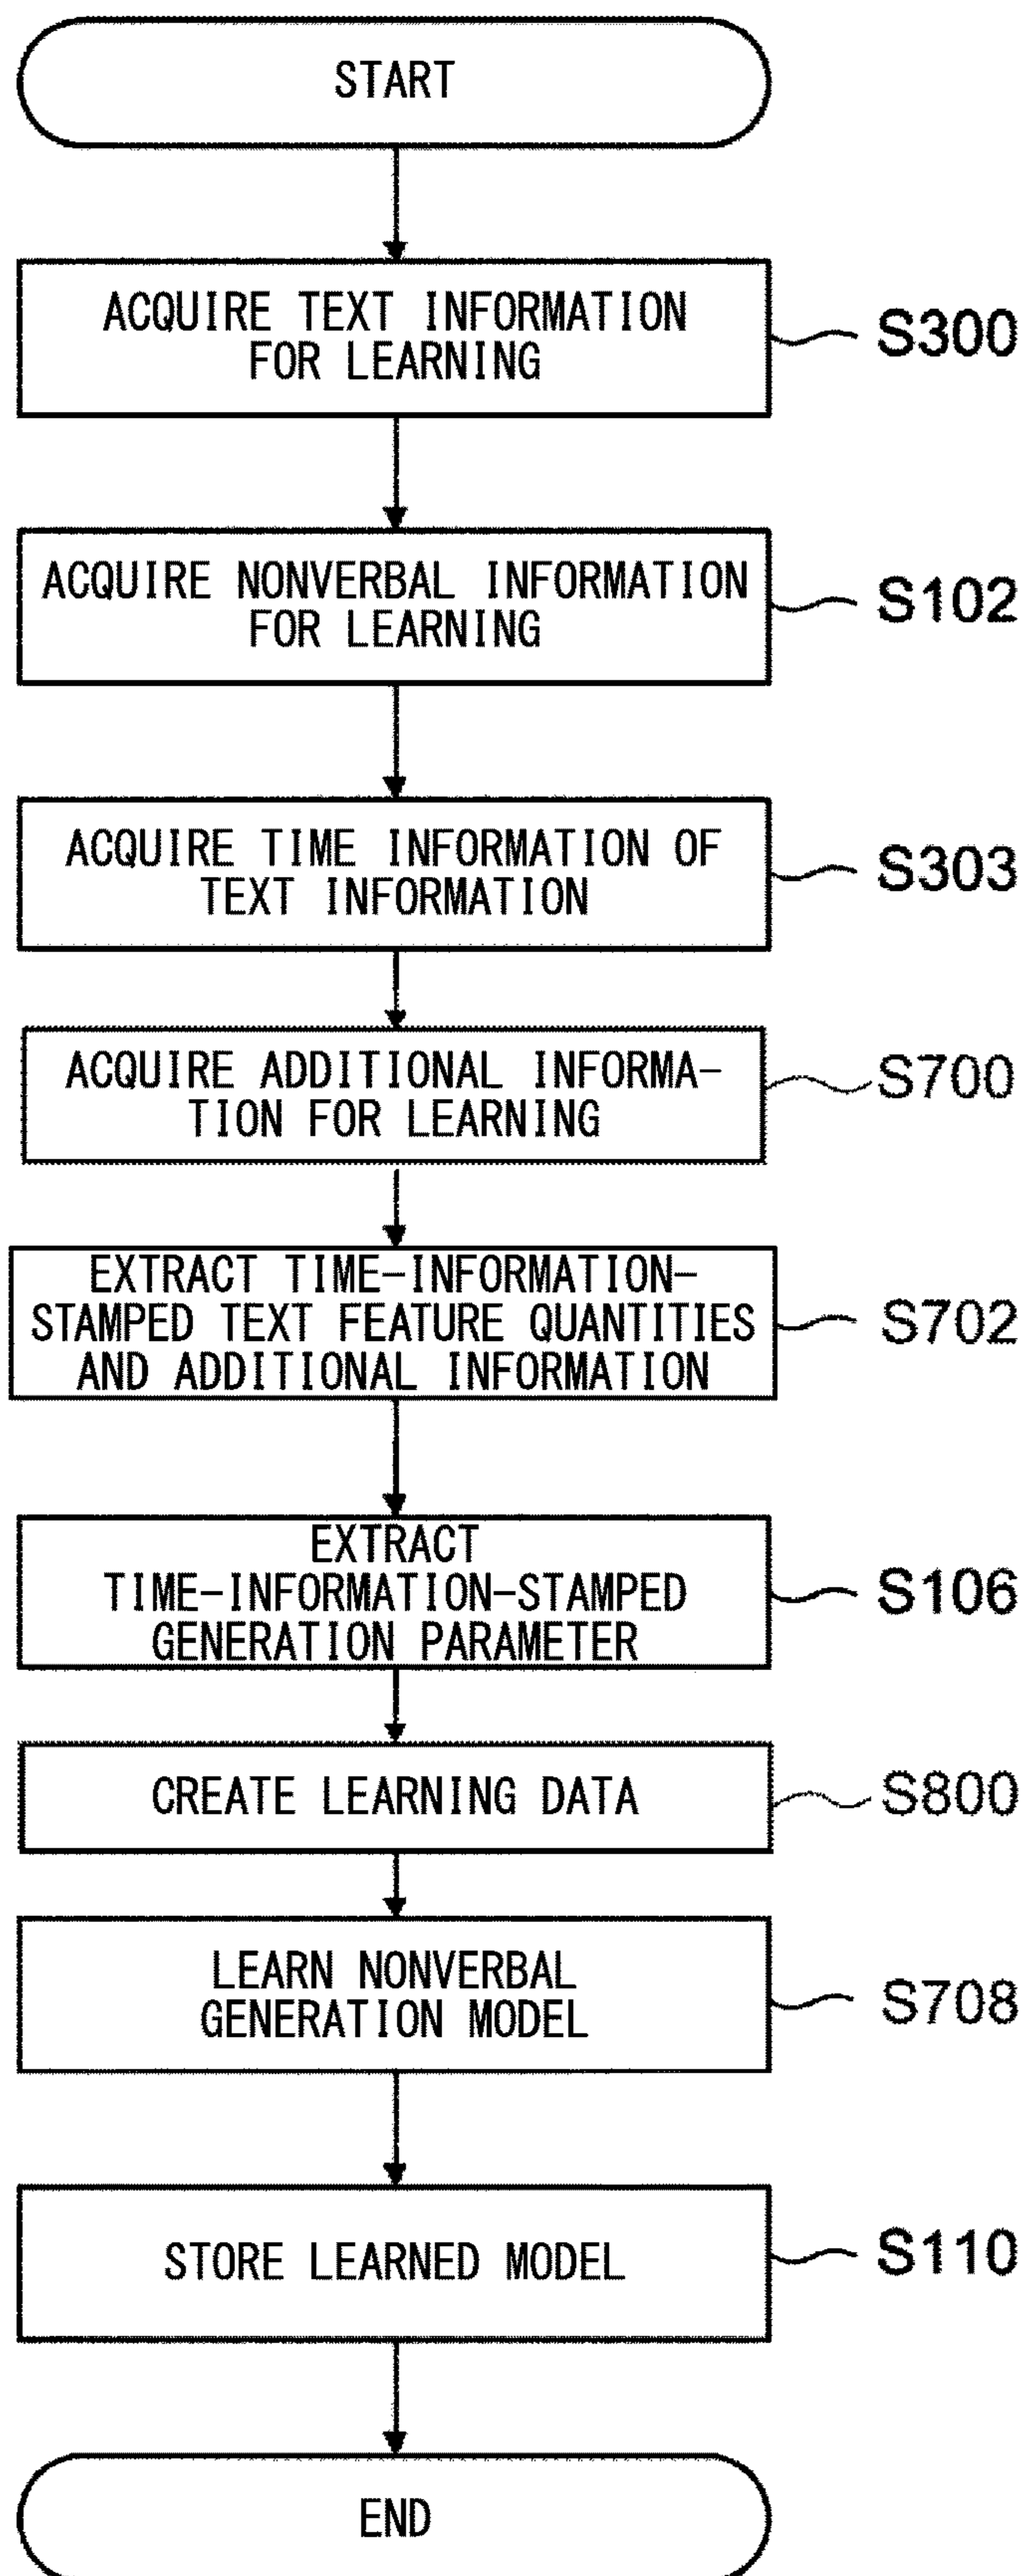 START
ACQUIRE TEXT INFORMATION
FOR LEARNING
S300
ACQUIRE NONVERBAL INFORMATION
FOR LEARNING
S102
ACQUIRE TIME INFORMATION OF
TEXT INFORMATION
S303
ACQUIRE ADDITIONAL INFORMA-
TION FOR LEARNING
S700
EXTRACT TIME-INFORMATION-
STAMPED TEXT FEATURE QUANTITIES
AND ADDITIONAL INFORMATION
S702
EXTRACT
TIME-INFORMATION-STAMPED
GENERATION PARAMETER
S106
CREATE LEARNING DATA
S800
LEARN NONVERBAL
GENERATION MODEL
S708
STORE LEARNED MODEL
S110
END